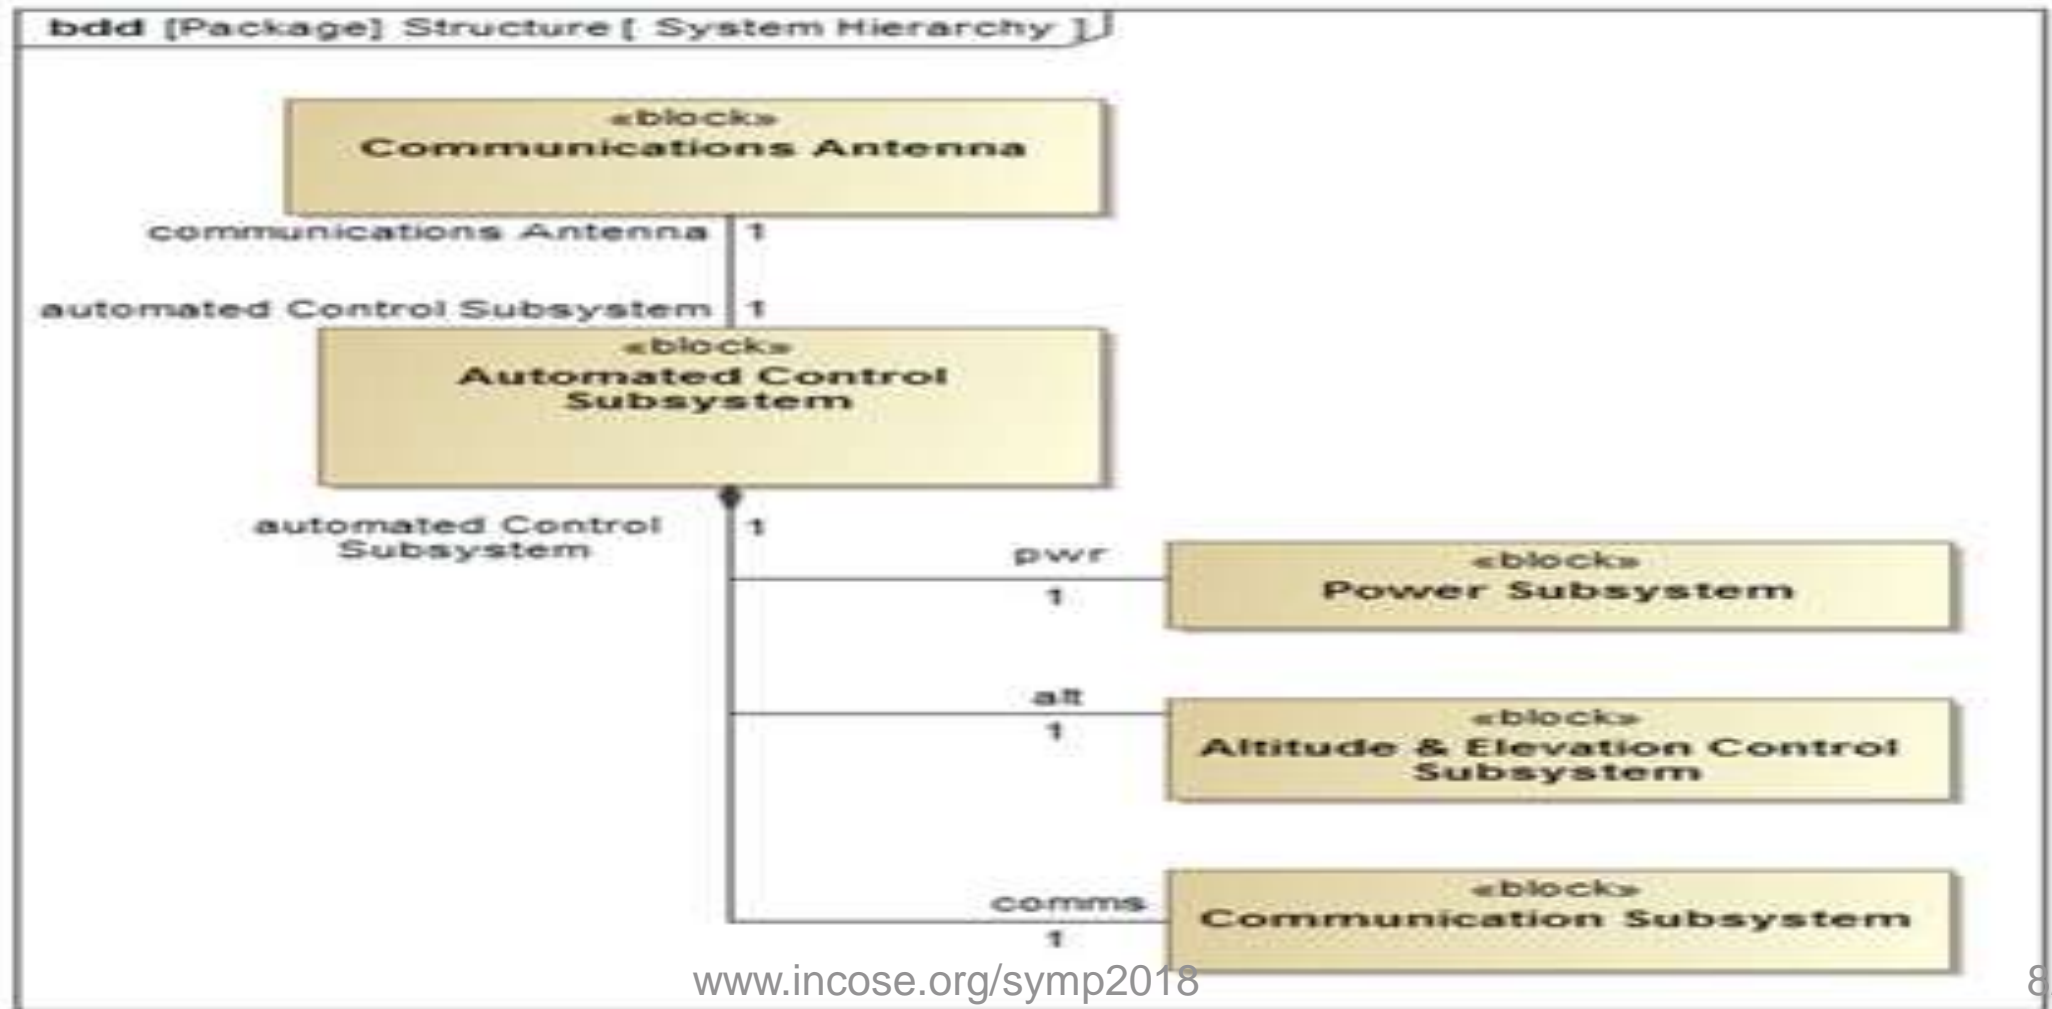 bdd [Package] Structure [ System Hierarchy ]
«block»
Communications Antenna
communications Antenna 1
automated Control Subsystem 1
«block»
Automated Control
Subsystem
automated Control 1
Subsystem
pwr
1
«block»
Power Subsystem
alt
1
«block»
Altitude & Elevation Control
Subsystem
comms
1
«block»
Communication Subsystem
www.incose.org/symp2018
8